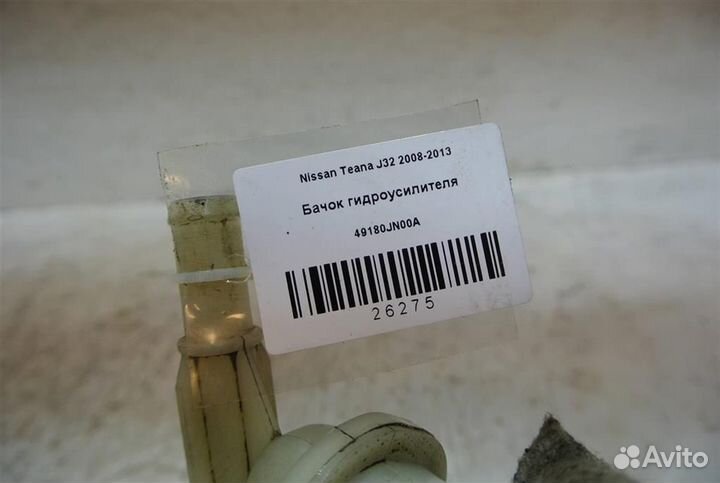 Nissan Teana J32 2008-2013
Бачок гидроусилителя
49180JN00A
26275
Avito